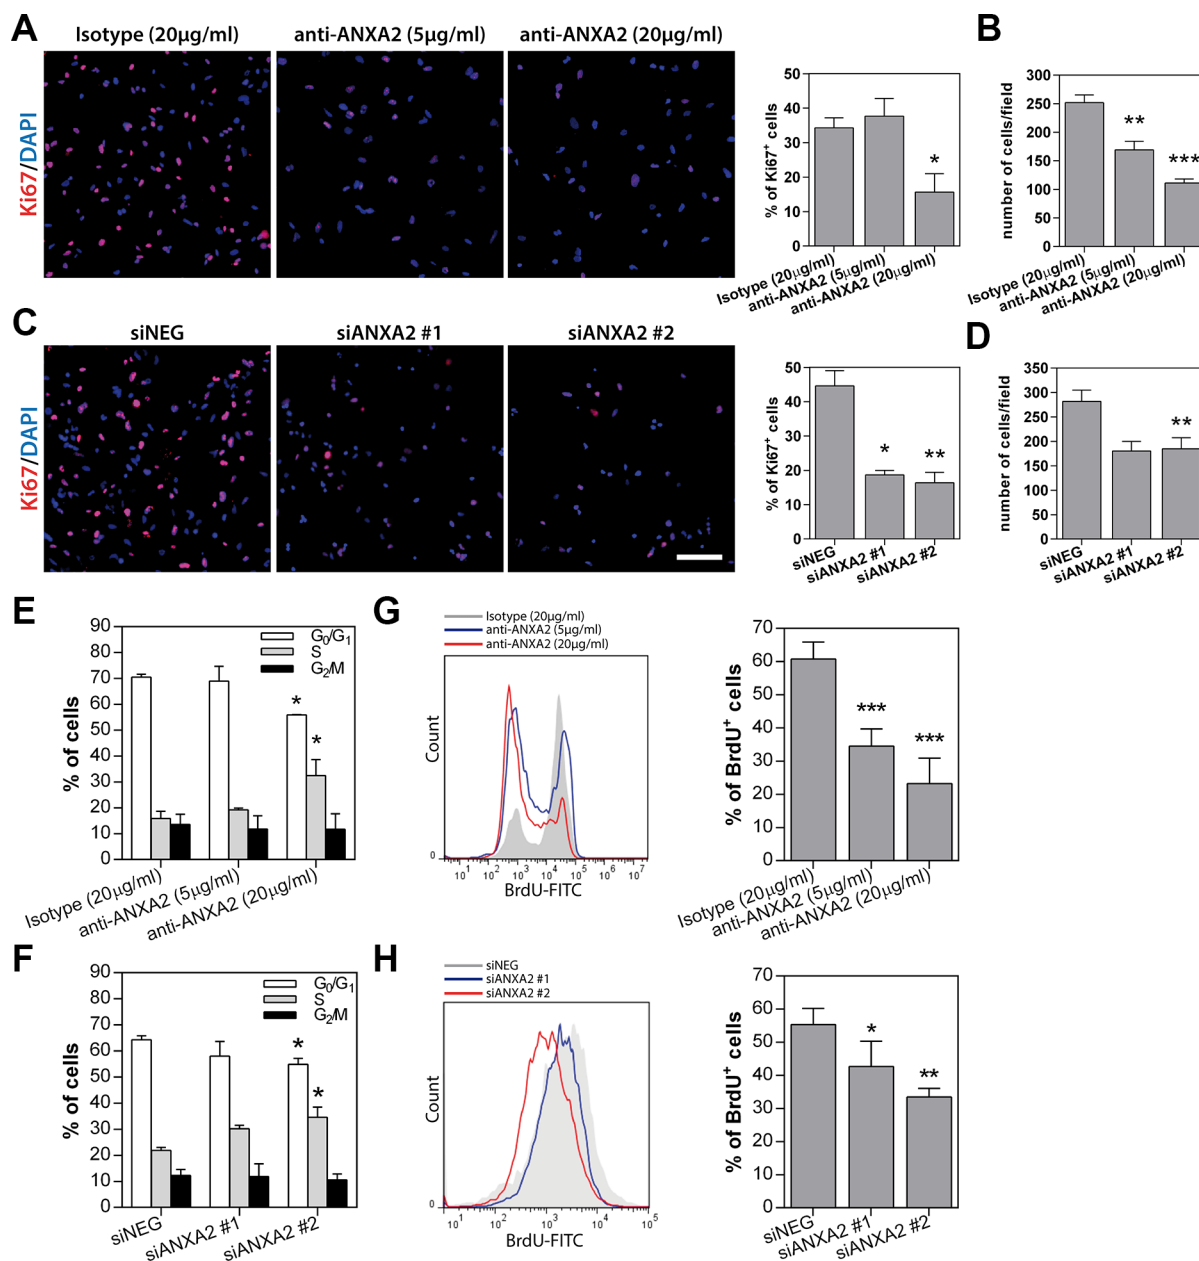 A
Isotype (20µg/ml)
anti-ANXA2 (5µg/ml)
anti-ANXA2 (20µg/ml)
Ki67/DAPI
% of Ki67⁺ cells
50
40
30
20
10
0
*
Isotype (20µg/ml)
anti-ANXA2 (5µg/ml)
anti-ANXA2 (20µg/ml)
B
number of cells/field
300
250
200
150
100
50
0
**
***
Isotype (20µg/ml)
anti-ANXA2 (5µg/ml)
anti-ANXA2 (20µg/ml)
C
siNEG
siANXA2 #1
siANXA2 #2
Ki67/DAPI
% of Ki67⁺ cells
50
40
30
20
10
0
*
**
siNEG
siANXA2 #1
siANXA2 #2
D
number of cells/field
350
300
250
200
150
100
50
0
**
siNEG
siANXA2 #1
siANXA2 #2
E
% of cells
90
80
70
60
50
40
30
20
10
0
G₀/G₁
S
G₂/M
*
*
Isotype (20µg/ml)
anti-ANXA2 (5µg/ml)
anti-ANXA2 (20µg/ml)
G
Isotype (20µg/ml)
anti-ANXA2 (5µg/ml)
anti-ANXA2 (20µg/ml)
Count
0
10¹ 10² 10³ 10⁴ 10⁵ 10⁶ 10⁷
BrdU-FITC
% of BrdU⁺ cells
70
60
50
40
30
20
10
0
***
***
Isotype (20µg/ml)
anti-ANXA2 (5µg/ml)
anti-ANXA2 (20µg/ml)
F
% of cells
90
80
70
60
50
40
30
20
10
0
G₀/G₁
S
G₂/M
*
*
siNEG
siANXA2 #1
siANXA2 #2
H
siNEG
siANXA2 #1
siANXA2 #2
Count
0
10¹ 10² 10³ 10⁴ 10⁵
BrdU-FITC
% of BrdU⁺ cells
70
60
50
40
30
20
10
0
*
**
siNEG
siANXA2 #1
siANXA2 #2